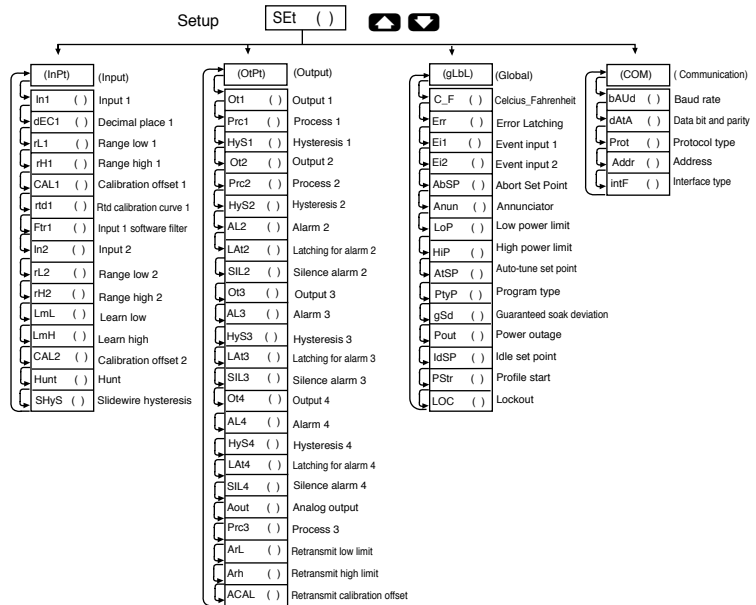 Setup SEt ( )
(InPt) (Input)
In1 ( ) Input 1
dEC1 ( ) Decimal place 1
rL1 ( ) Range low 1
rH1 ( ) Range high 1
CAL1 ( ) Calibration offset 1
rtd1 ( ) Rtd calibration curve 1
Ftr1 ( ) Input 1 software filter
In2 ( ) Input 2
rL2 ( ) Range low 2
rH2 ( ) Range high 2
LmL ( ) Learn low
LmH ( ) Learn high
CAL2 ( ) Calibration offset 2
Hunt ( ) Hunt
SHyS ( ) Slidewire hysteresis
(OtPt) (Output)
Ot1 ( ) Output 1
Prc1 ( ) Process 1
HyS1 ( ) Hysteresis 1
Ot2 ( ) Output 2
Prc2 ( ) Process 2
HyS2 ( ) Hysteresis 2
AL2 ( ) Alarm 2
LAt2 ( ) Latching for alarm 2
SIL2 ( ) Silence alarm 2
Ot3 ( ) Output 3
AL3 ( ) Alarm 3
HyS3 ( ) Hysteresis 3
LAt3 ( ) Latching for alarm 3
SIL3 ( ) Silence alarm 3
Ot4 ( ) Output 4
AL4 ( ) Alarm 4
HyS4 ( ) Hysteresis 4
LAt4 ( ) Latching for alarm 4
SIL4 ( ) Silence alarm 4
Aout ( ) Analog output
Prc3 ( ) Process 3
ArL ( ) Retransmit low limit
Arh ( ) Retransmit high limit
ACAL ( ) Retransmit calibration offset
(gLbL) (Global)
C_F ( ) Celcius_Fahrenheit
Err ( ) Error Latching
Ei1 ( ) Event input 1
Ei2 ( ) Event input 2
AbSP ( ) Abort Set Point
Anun ( ) Annunciator
LoP ( ) Low power limit
HiP ( ) High power limit
AtSP ( ) Auto-tune set point
PtyP ( ) Program type
gSd ( ) Guaranteed soak deviation
Pout ( ) Power outage
IdSP ( ) Idle set point
PStr ( ) Profile start
LOC ( ) Lockout
(COM) ( Communication)
bAUd ( ) Baud rate
dAtA ( ) Data bit and parity
Prot ( ) Protocol type
Addr ( ) Address
intF ( ) Interface type